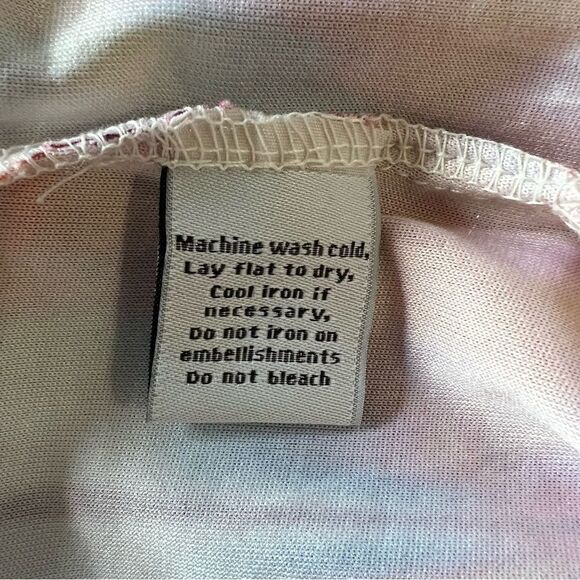 Machine wash cold,
Lay flat to dry,
Cool iron if
necessary,
Do not iron on
embellishments
Do not bleach